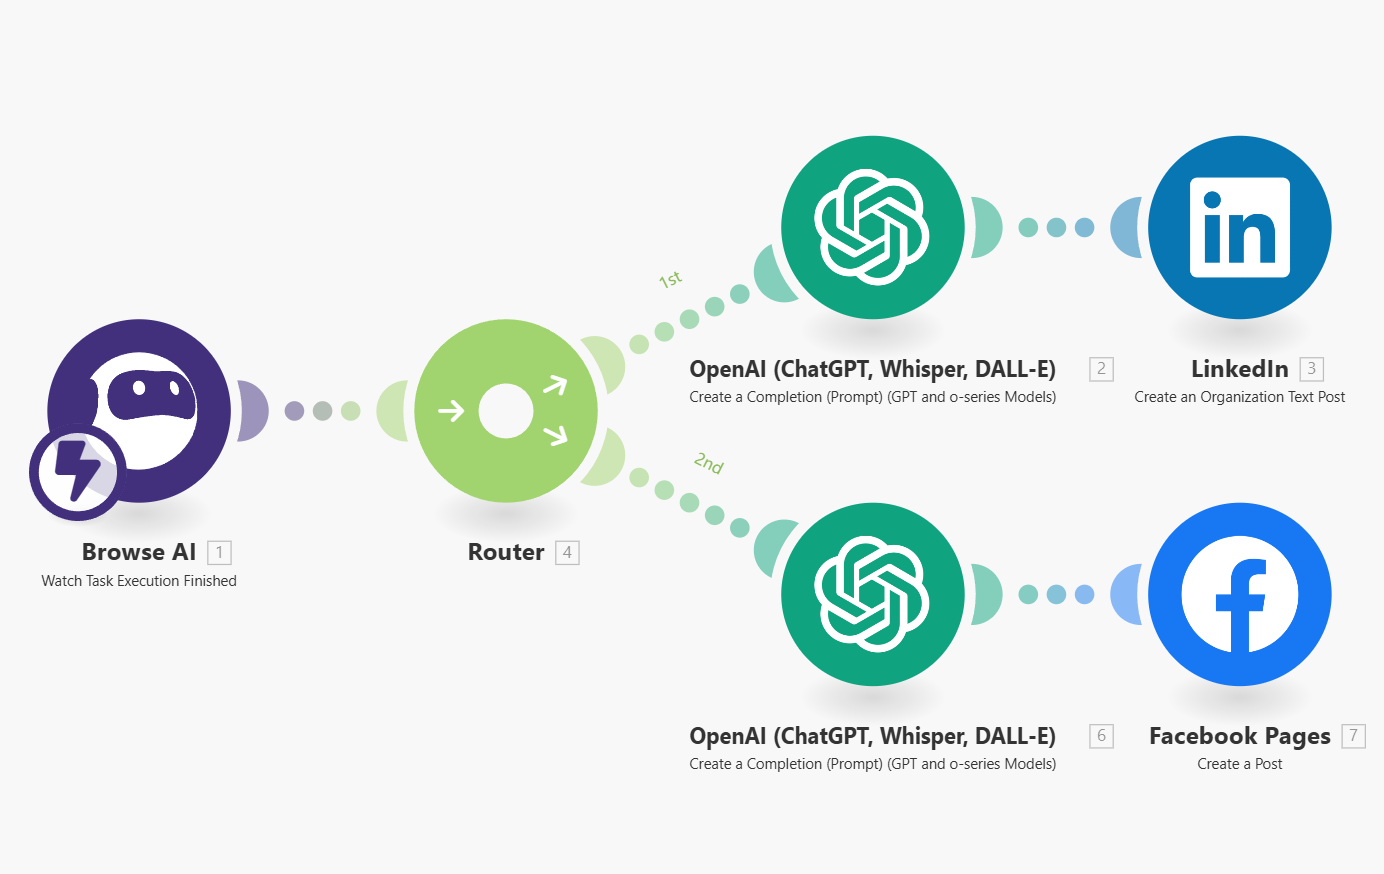 Browse AI 1
Watch Task Execution Finished
Router 4
1st
OpenAI (ChatGPT, Whisper, DALL-E) 2
Create a Completion (Prompt) (GPT and o-series Models)
in
LinkedIn 3
Create an Organization Text Post
2nd
OpenAI (ChatGPT, Whisper, DALL-E) 6
Create a Completion (Prompt) (GPT and o-series Models)
f
Facebook Pages 7
Create a Post